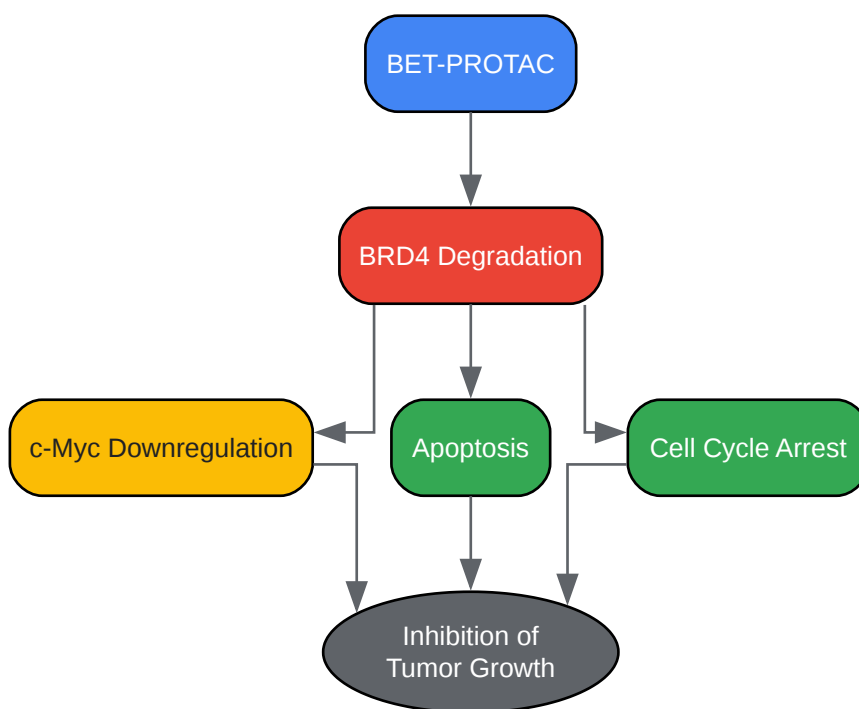 BET-PROTAC
BRD4 Degradation
c-Myc Downregulation
Apoptosis
Cell Cycle Arrest
Inhibition of
Tumor Growth